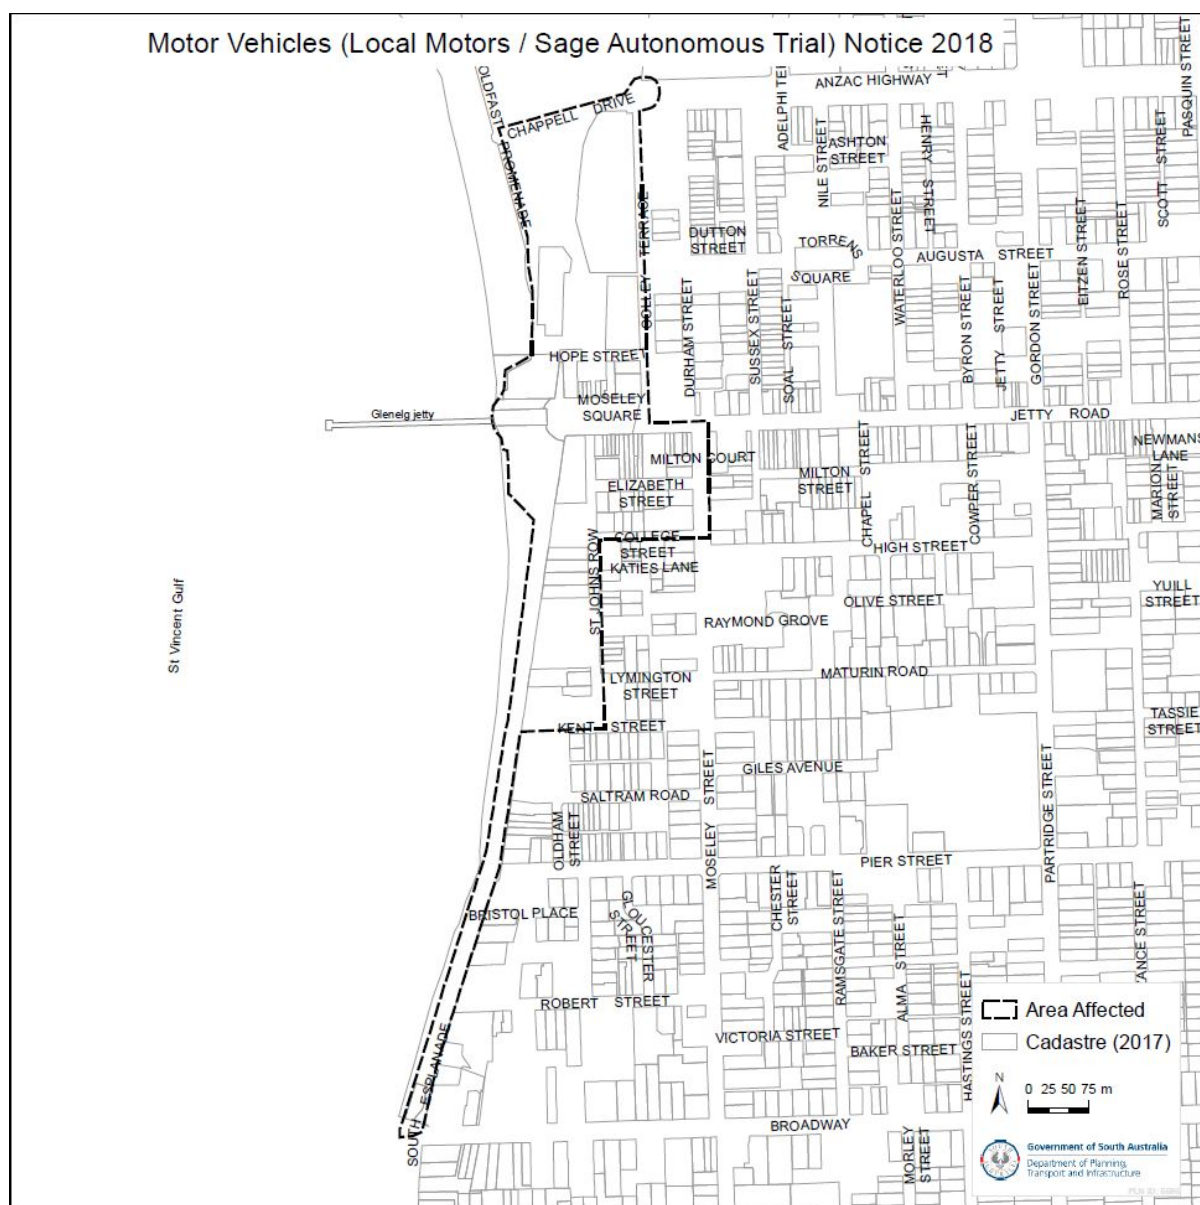 Motor Vehicles (Local Motors / Sage Autonomous Trial) Notice 2018
ANZAC HIGHWAY
CHAPPELL DRIVE
PROMENADE
ADELPHI TER
NILE STREET
ASHTON
STREET
HENRY STREET
SCOTT STREET
PASQUIN STREET
COLLEY TERRACE
DUTTON
STREET
TORRENS
SQUARE
WATERLOO STREET
AUGUSTA STREET
EITZEN STREET
ROSE STREET
DURHAM STREET
SUSSEX STREET
SOAL STREET
BYRON STREET
JETTY STREET
GORDON STREET
HOPE STREET
MOSELEY
SQUARE
Glenelg jetty
JETTY ROAD
MILTON COURT
ELIZABETH
STREET
MILTON
STREET
CHAPEL STREET
COWPER STREET
NEWMANS
LANE
MARION
STREET
COLLEGE
STREET
KATIES LANE
ST JOHNS ROW
HIGH STREET
OLIVE STREET
YUILL
STREET
St Vincent Gulf
RAYMOND GROVE
LYMINGTON
STREET
MATURIN ROAD
KENT STREET
TASSIE
STREET
GILES AVENUE
SALTRAM ROAD
OLDHAM
STREET
MOSELEY STREET
PARTRIDGE STREET
PIER STREET
BRISTOL PLACE
GLOUCESTER
STREET
CHESTER
STREET
RAMSGATE STREET
ALMA STREET
ROBERT STREET
VICTORIA STREET
BAKER STREET
HASTINGS STREET
SOUTH ESPLANADE
BROADWAY
MORLEY
STREET
Area Affected
Cadastre (2017)
N
0 25 50 75 m
Government of South Australia
Department of Planning,
Transport and Infrastructure